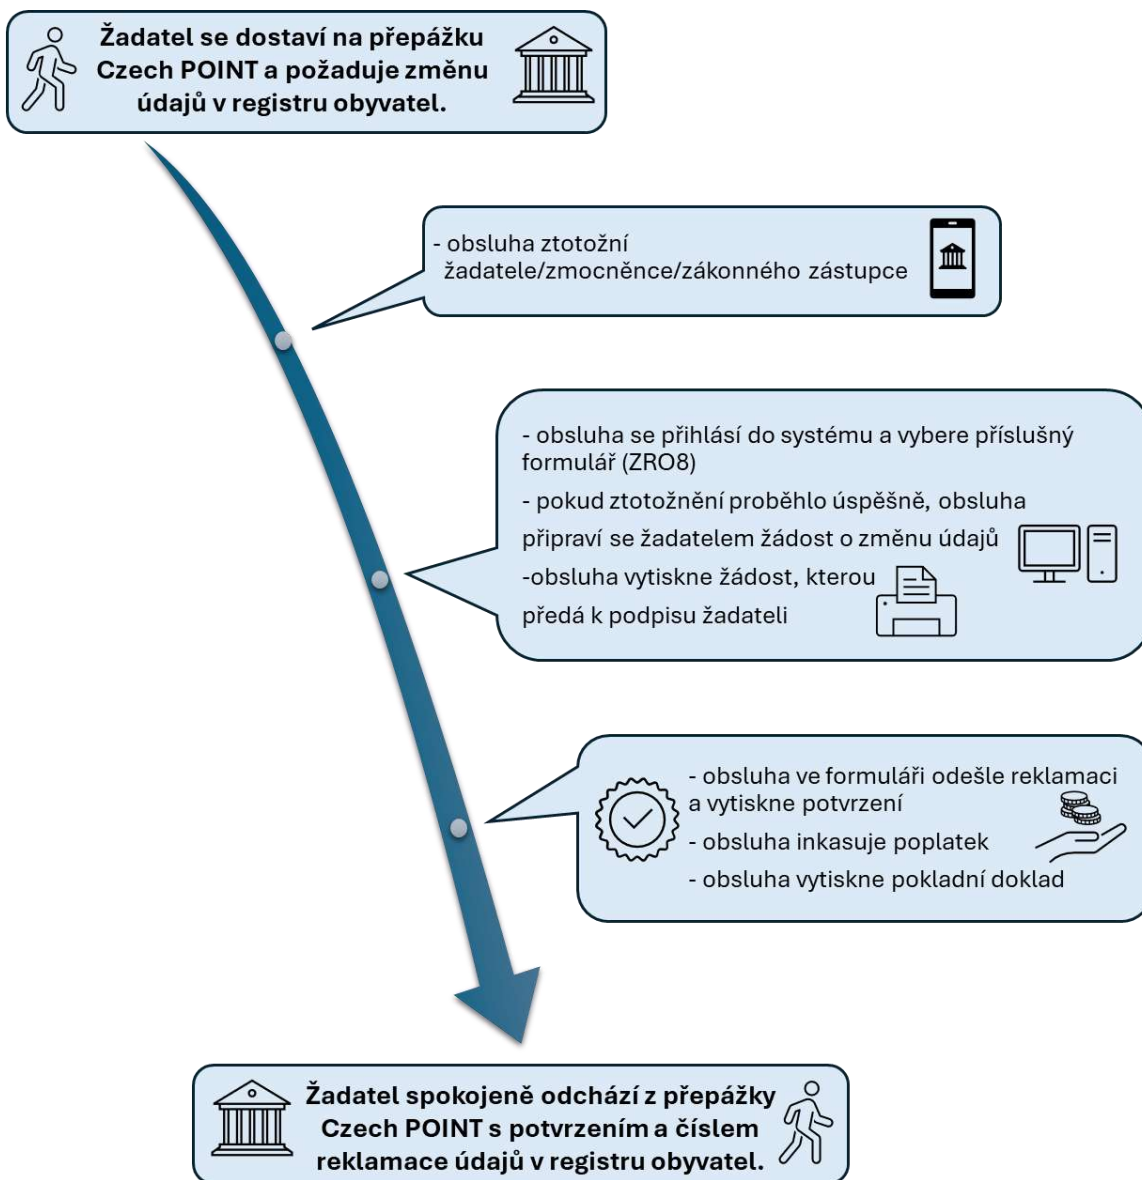 Žadatel se dostaví na přepážku
Czech POINT a požaduje změnu
údajů v registru obyvatel.
- obsluha ztotožní
žadatele/zmocněnce/zákonného zástupce
- obsluha se přihlásí do systému a vybere příslušný
formulář (ZRO8)
- pokud ztotožnění proběhlo úspěšně, obsluha
připraví se žadatelem žádost o změnu údajů
-obsluha vytiskne žádost, kterou
předá k podpisu žadateli
- obsluha ve formuláři odešle reklamaci
a vytiskne potvrzení
- obsluha inkasuje poplatek
- obsluha vytiskne pokladní doklad
Žadatel spokojeně odchází z přepážky
Czech POINT s potvrzením a číslem
reklamace údajů v registru obyvatel.